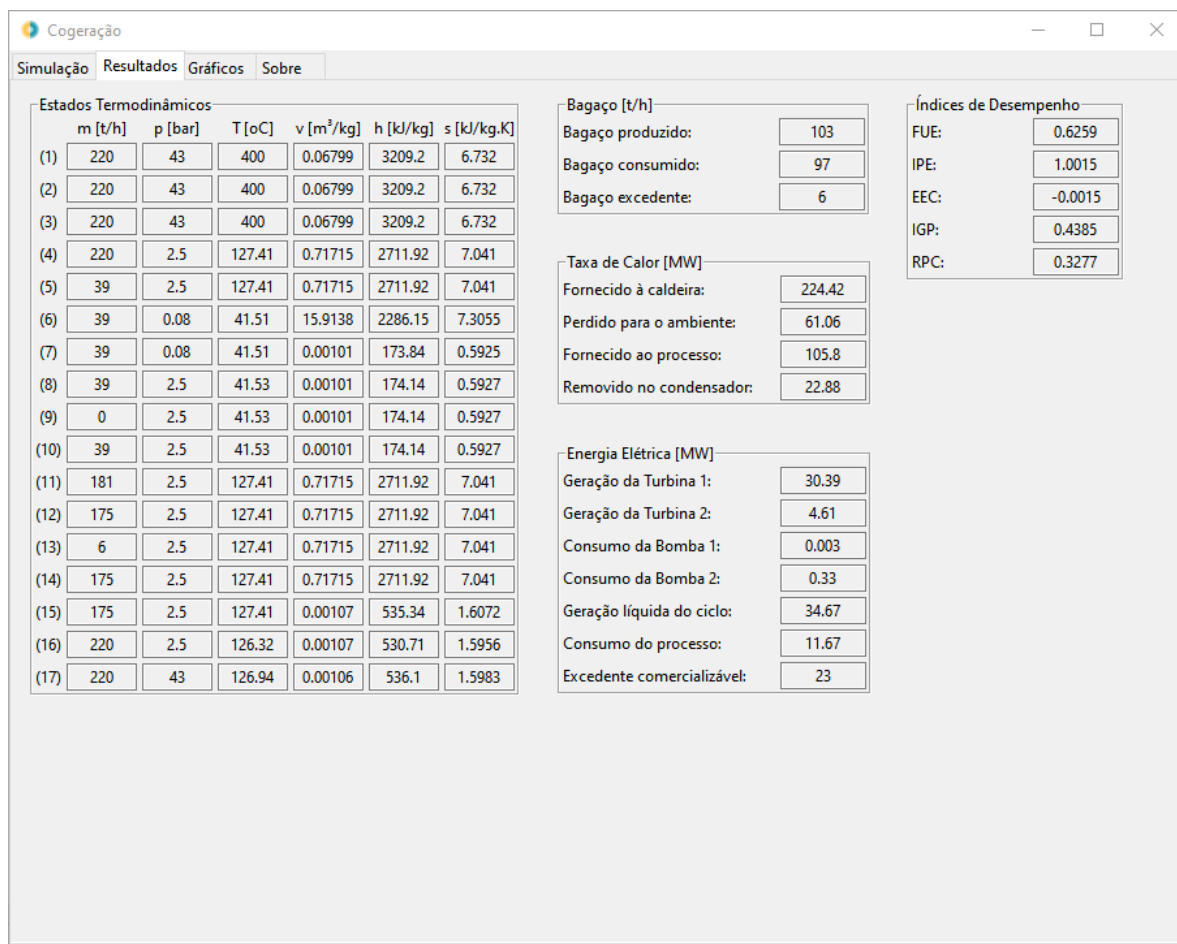 Cogeração
Simulação Resultados Gráficos Sobre
Estados Termodinâmicos
m [t/h] p [bar] T [oC] v [m³/kg] h [kJ/kg] s [kJ/kg.K]
(1) 220 43 400 0.06799 3209.2 6.732
(2) 220 43 400 0.06799 3209.2 6.732
(3) 220 43 400 0.06799 3209.2 6.732
(4) 220 2.5 127.41 0.71715 2711.92 7.041
(5) 39 2.5 127.41 0.71715 2711.92 7.041
(6) 39 0.08 41.51 15.9138 2286.15 7.3055
(7) 39 0.08 41.51 0.00101 173.84 0.5925
(8) 39 2.5 41.53 0.00101 174.14 0.5927
(9) 0 2.5 41.53 0.00101 174.14 0.5927
(10) 39 2.5 41.53 0.00101 174.14 0.5927
(11) 181 2.5 127.41 0.71715 2711.92 7.041
(12) 175 2.5 127.41 0.71715 2711.92 7.041
(13) 6 2.5 127.41 0.71715 2711.92 7.041
(14) 175 2.5 127.41 0.71715 2711.92 7.041
(15) 175 2.5 127.41 0.00107 535.34 1.6072
(16) 220 2.5 126.32 0.00107 530.71 1.5956
(17) 220 43 126.94 0.00106 536.1 1.5983
Bagaço [t/h]
Bagaço produzido: 103
Bagaço consumido: 97
Bagaço excedente: 6
Taxa de Calor [MW]
Fornecido à caldeira: 224.42
Perdido para o ambiente: 61.06
Fornecido ao processo: 105.8
Removido no condensador: 22.88
Energia Elétrica [MW]
Geração da Turbina 1: 30.39
Geração da Turbina 2: 4.61
Consumo da Bomba 1: 0.003
Consumo da Bomba 2: 0.33
Geração líquida do ciclo: 34.67
Consumo do processo: 11.67
Excedente comercializável: 23
Índices de Desempenho
FUE: 0.6259
IPE: 1.0015
EEC: -0.0015
IGP: 0.4385
RPC: 0.3277